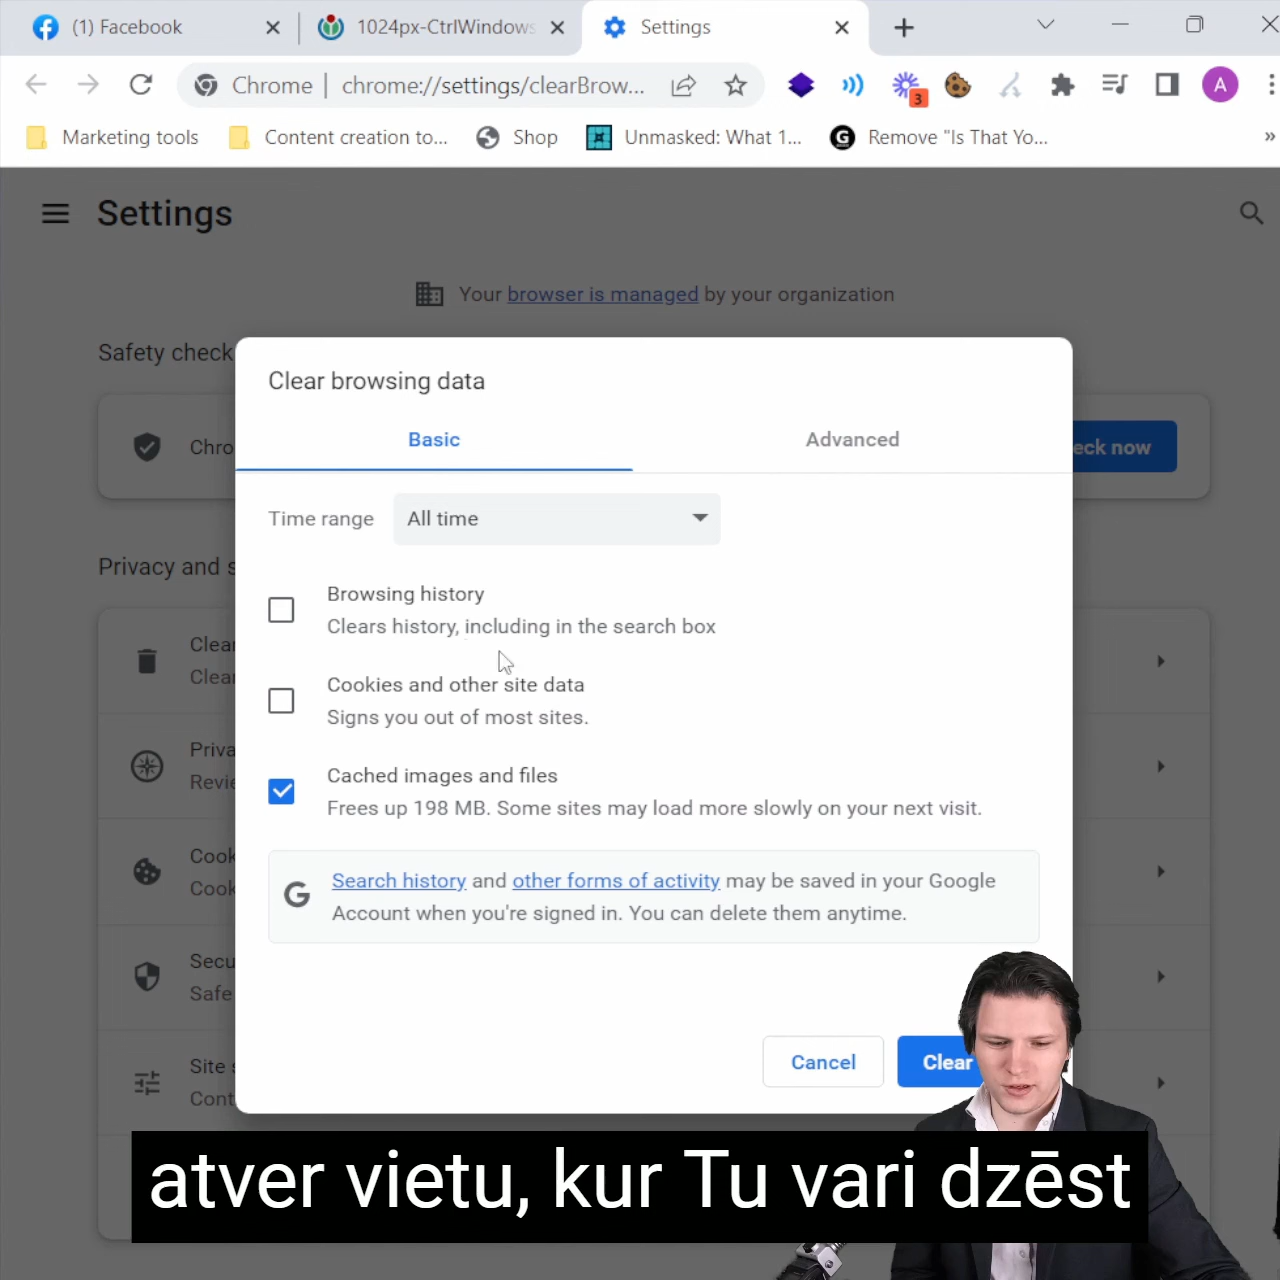 (1) Facebook
1024px-CtrlWindows
Settings
Chrome | chrome://settings/clearBrow...
3
A
Marketing tools
Content creation to...
Shop
Unmasked: What 1...
G
Remove "Is That Yo...
»
Settings
Your browser is managed by your organization
Safety check
Chro
eck now
Clear browsing data
Basic
Advanced
Time range
All time
Browsing history
Clears history, including in the search box
Cookies and other site data
Signs you out of most sites.
Cached images and files
Frees up 198 MB. Some sites may load more slowly on your next visit.
G
Search history and other forms of activity may be saved in your Google
Account when you're signed in. You can delete them anytime.
Cancel
Clear
Privacy and s
Clear
Clear
Priva
Revie
Cook
Cook
Secu
Safe
Site s
Cont
atver vietu, kur Tu vari dzēst